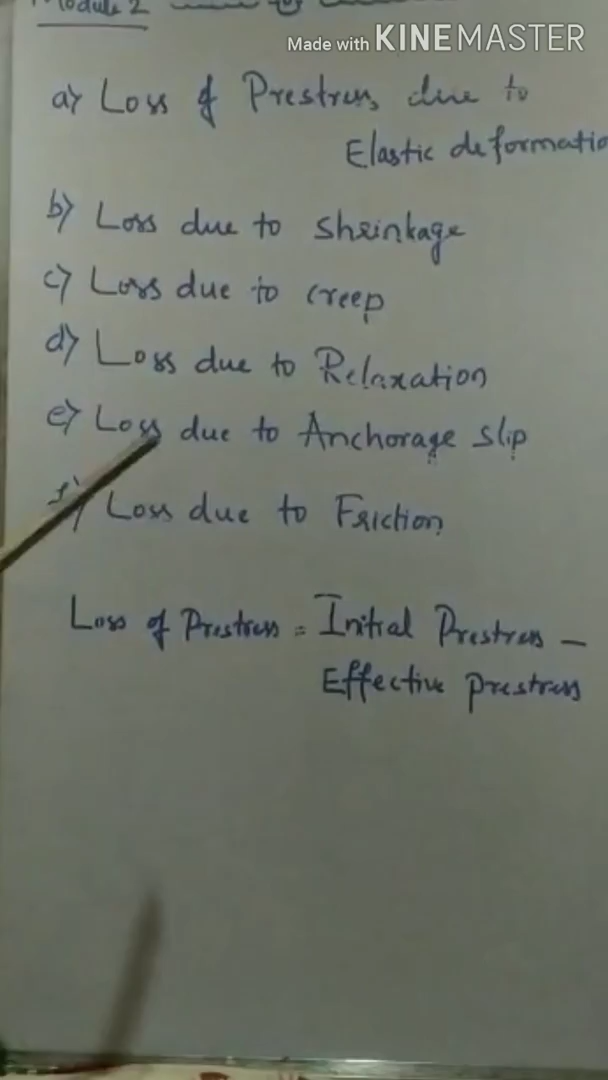 Module 2
Made with KINEMASTER
a) Loss of Prestress due to
Elastic deformatio
b) Loss due to Shrinkage
c) Loss due to creep
d) Loss due to Relaxation
e) Loss due to Anchorage slip
f) Loss due to Friction
Loss of Prestress = Initial Prestress -
Effective prestress